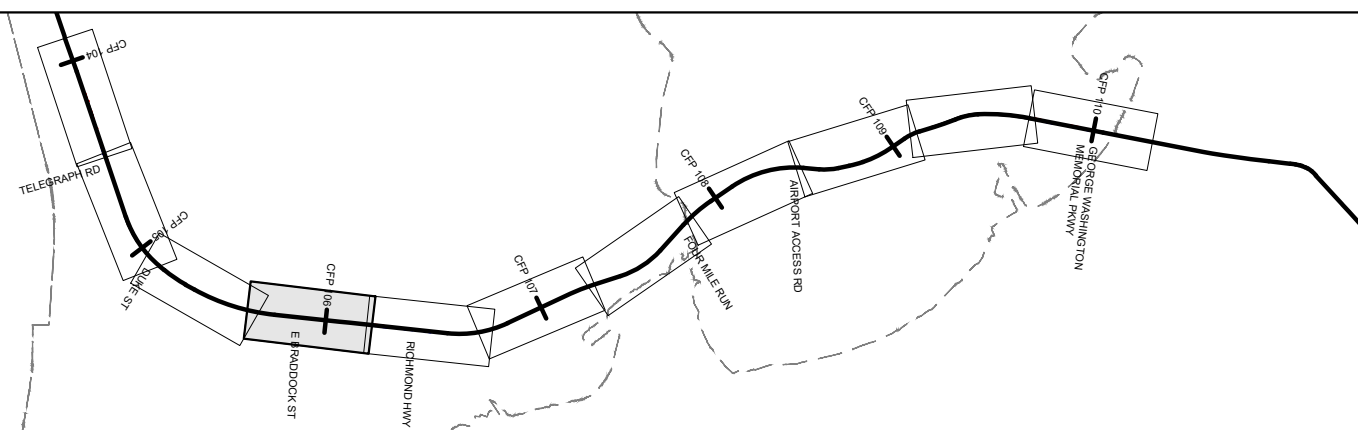 CFP 104
TELEGRAPH RD
CFP 105
DUKE ST
CFP 106
E BRADDOCK ST
RICHMOND HWY
CFP 107
CFP 108
FOUR MILE RUN
AIRPORT ACCESS RD
CFP 109
CFP 110
GEORGE WASHINGTON
MEMORIAL PKWY